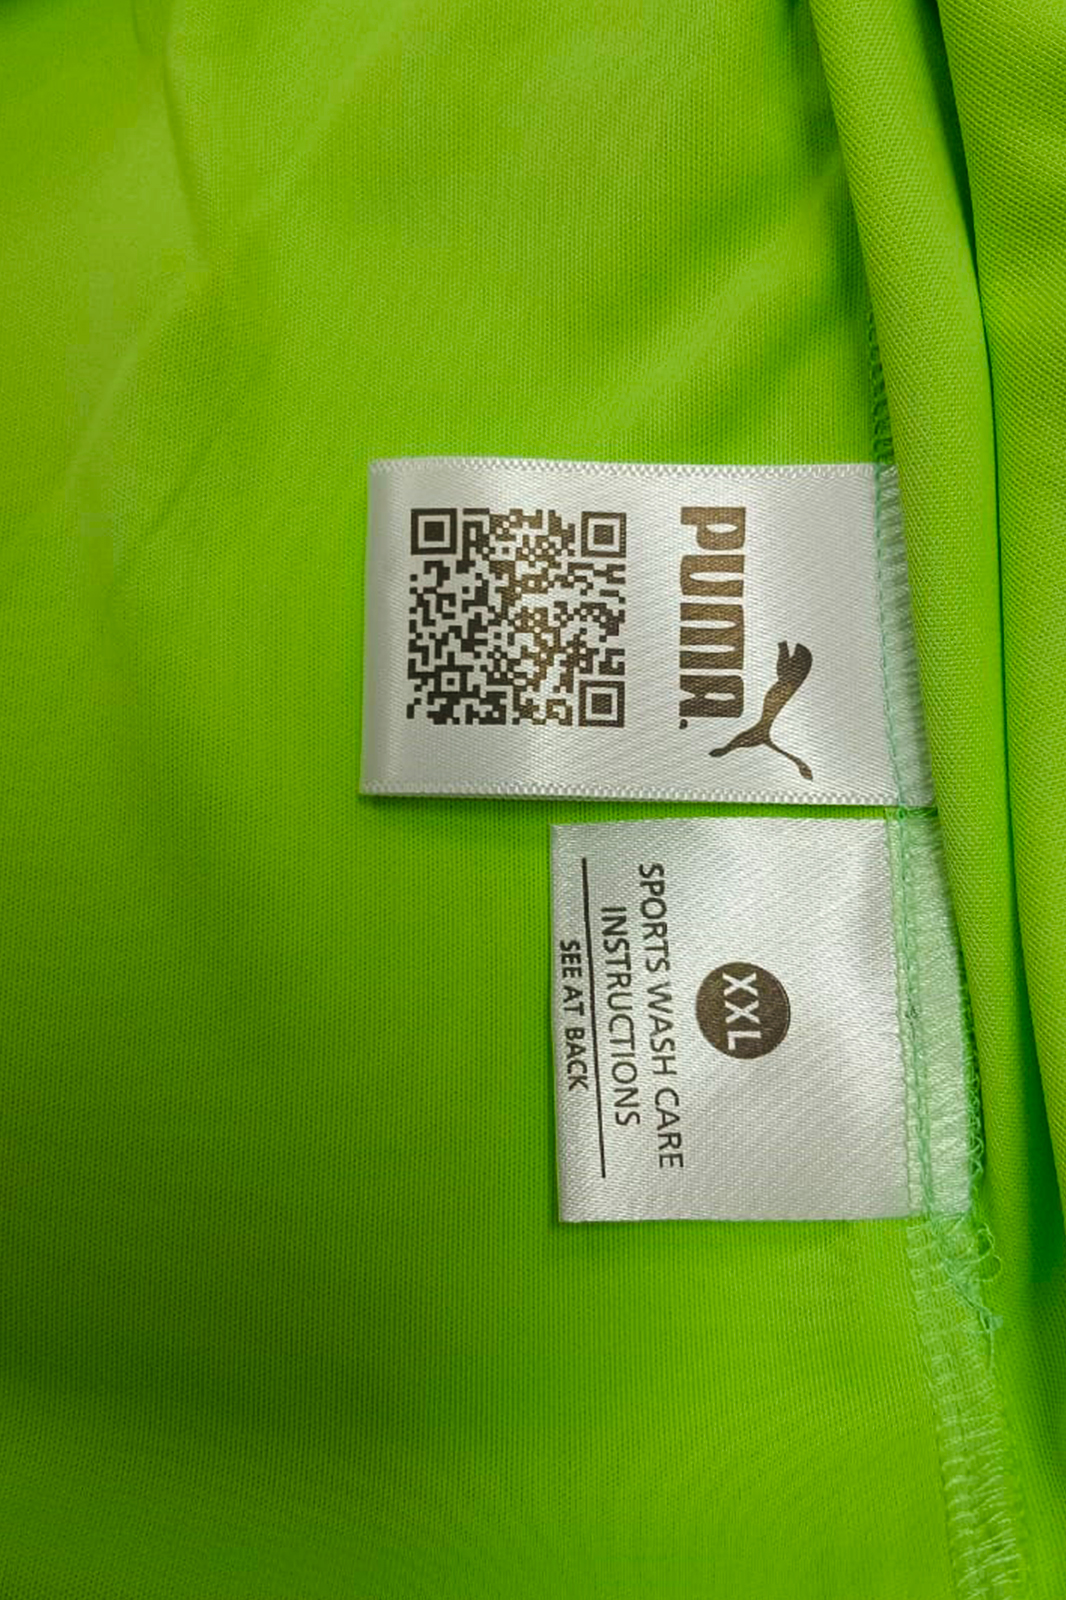 PUMA.
XXL
SPORTS WASH CARE
INSTRUCTIONS
SEE AT BACK